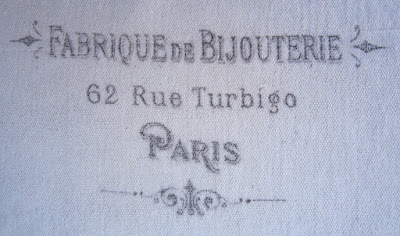 FABRIQUE DE BIJOUTERIE
62 Rue Turbigo
PARIS